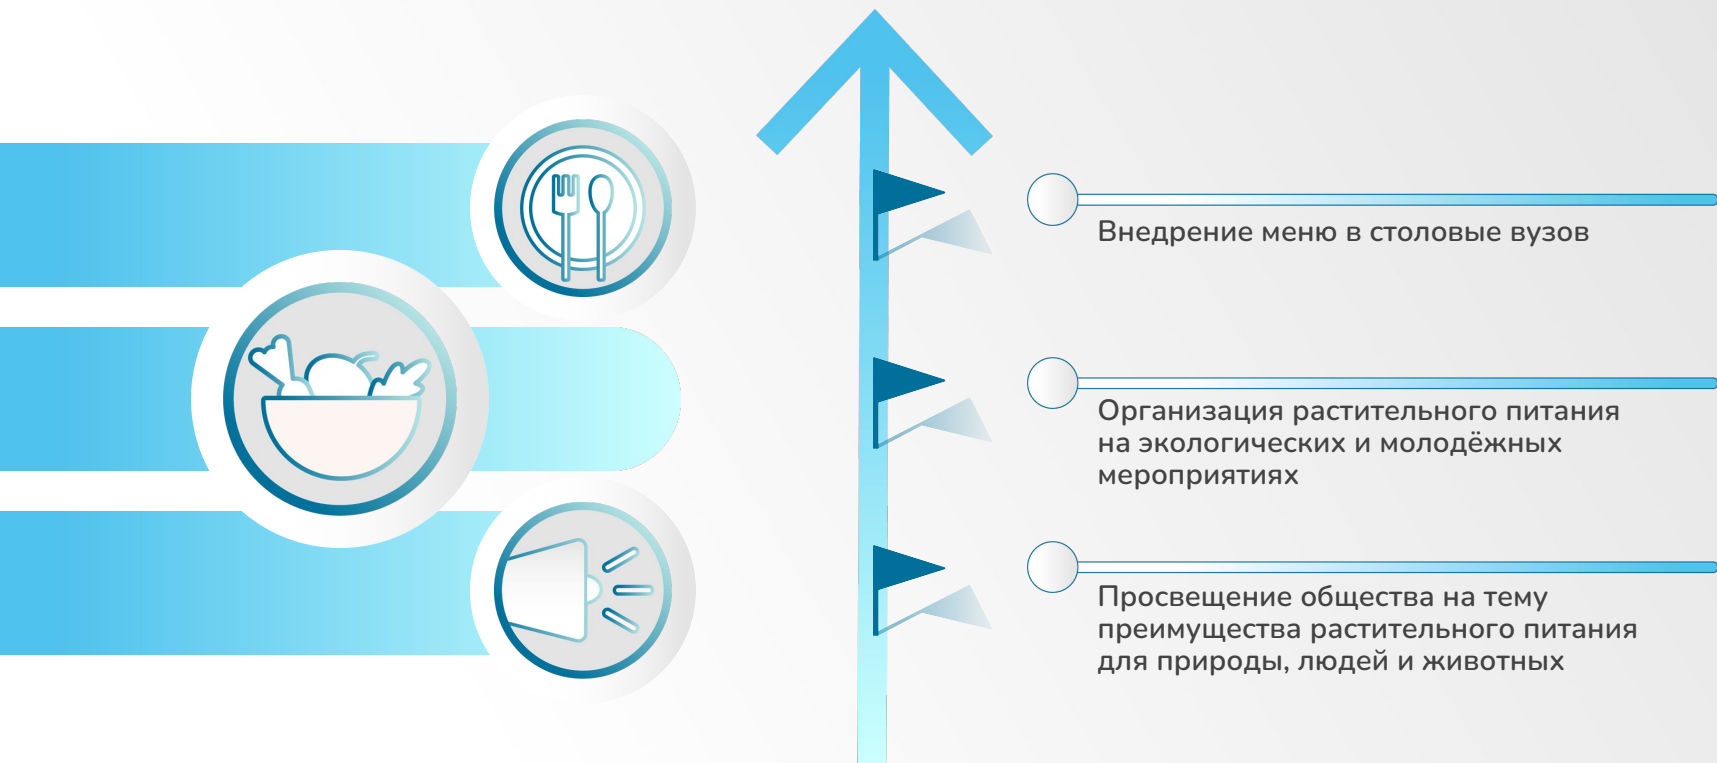 Внедрение меню в столовые вузов
Организация растительного питания
на экологических и молодёжных
мероприятиях
Просвещение общества на тему
преимущества растительного питания
для природы, людей и животных